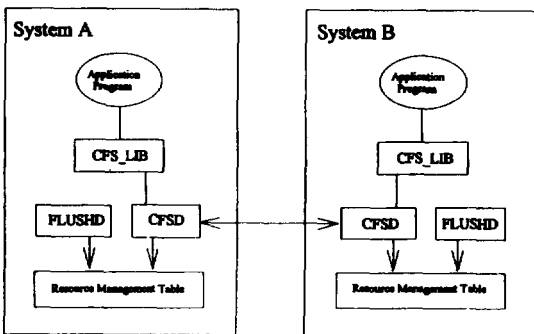 System A
Application
Program
CFS_LIB
FLUSHD
CFSD
Resource Management Table
System B
Application
Program
CFS_LIB
CFSD
FLUSHD
Resource Management Table